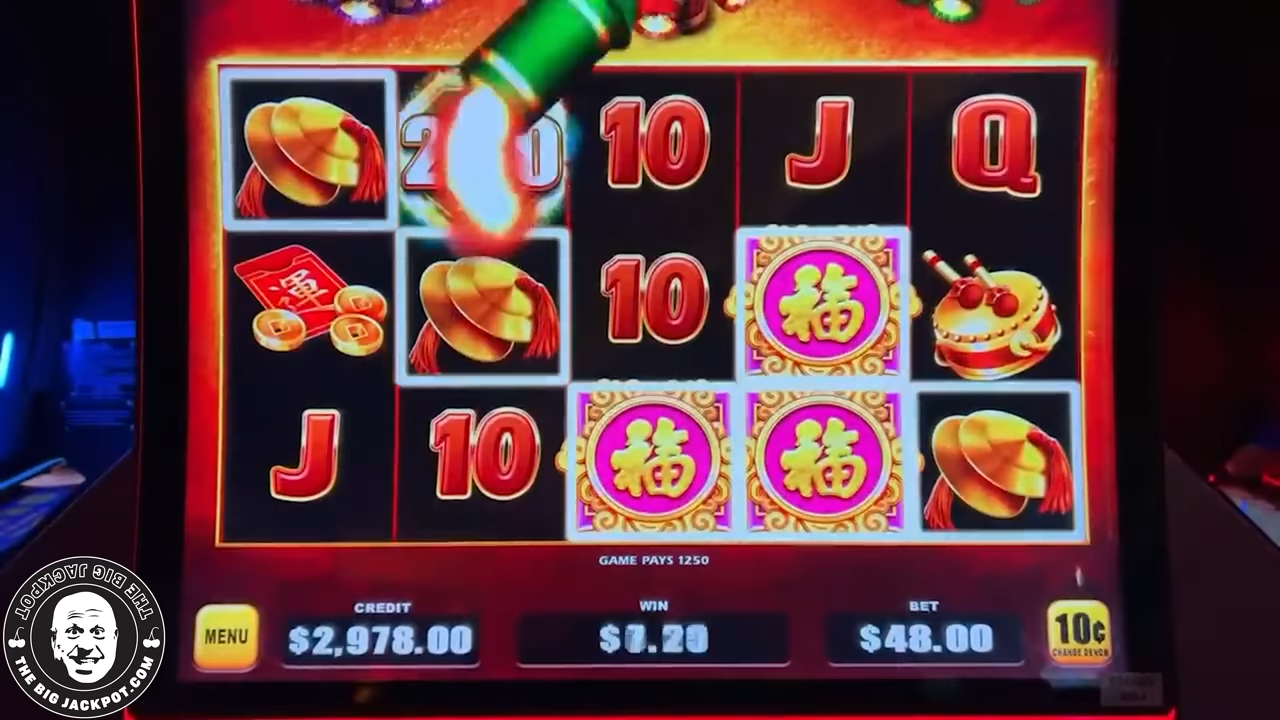 10
J
Q
運
10
福
J
10
福
福
GAME PAYS 1250
CREDIT
WIN
BET
MENU
$2,978.00
$48.00
10¢
CHANGE DENOM
THE BIG JACKPOT
THE BIG JACKPOT.COM